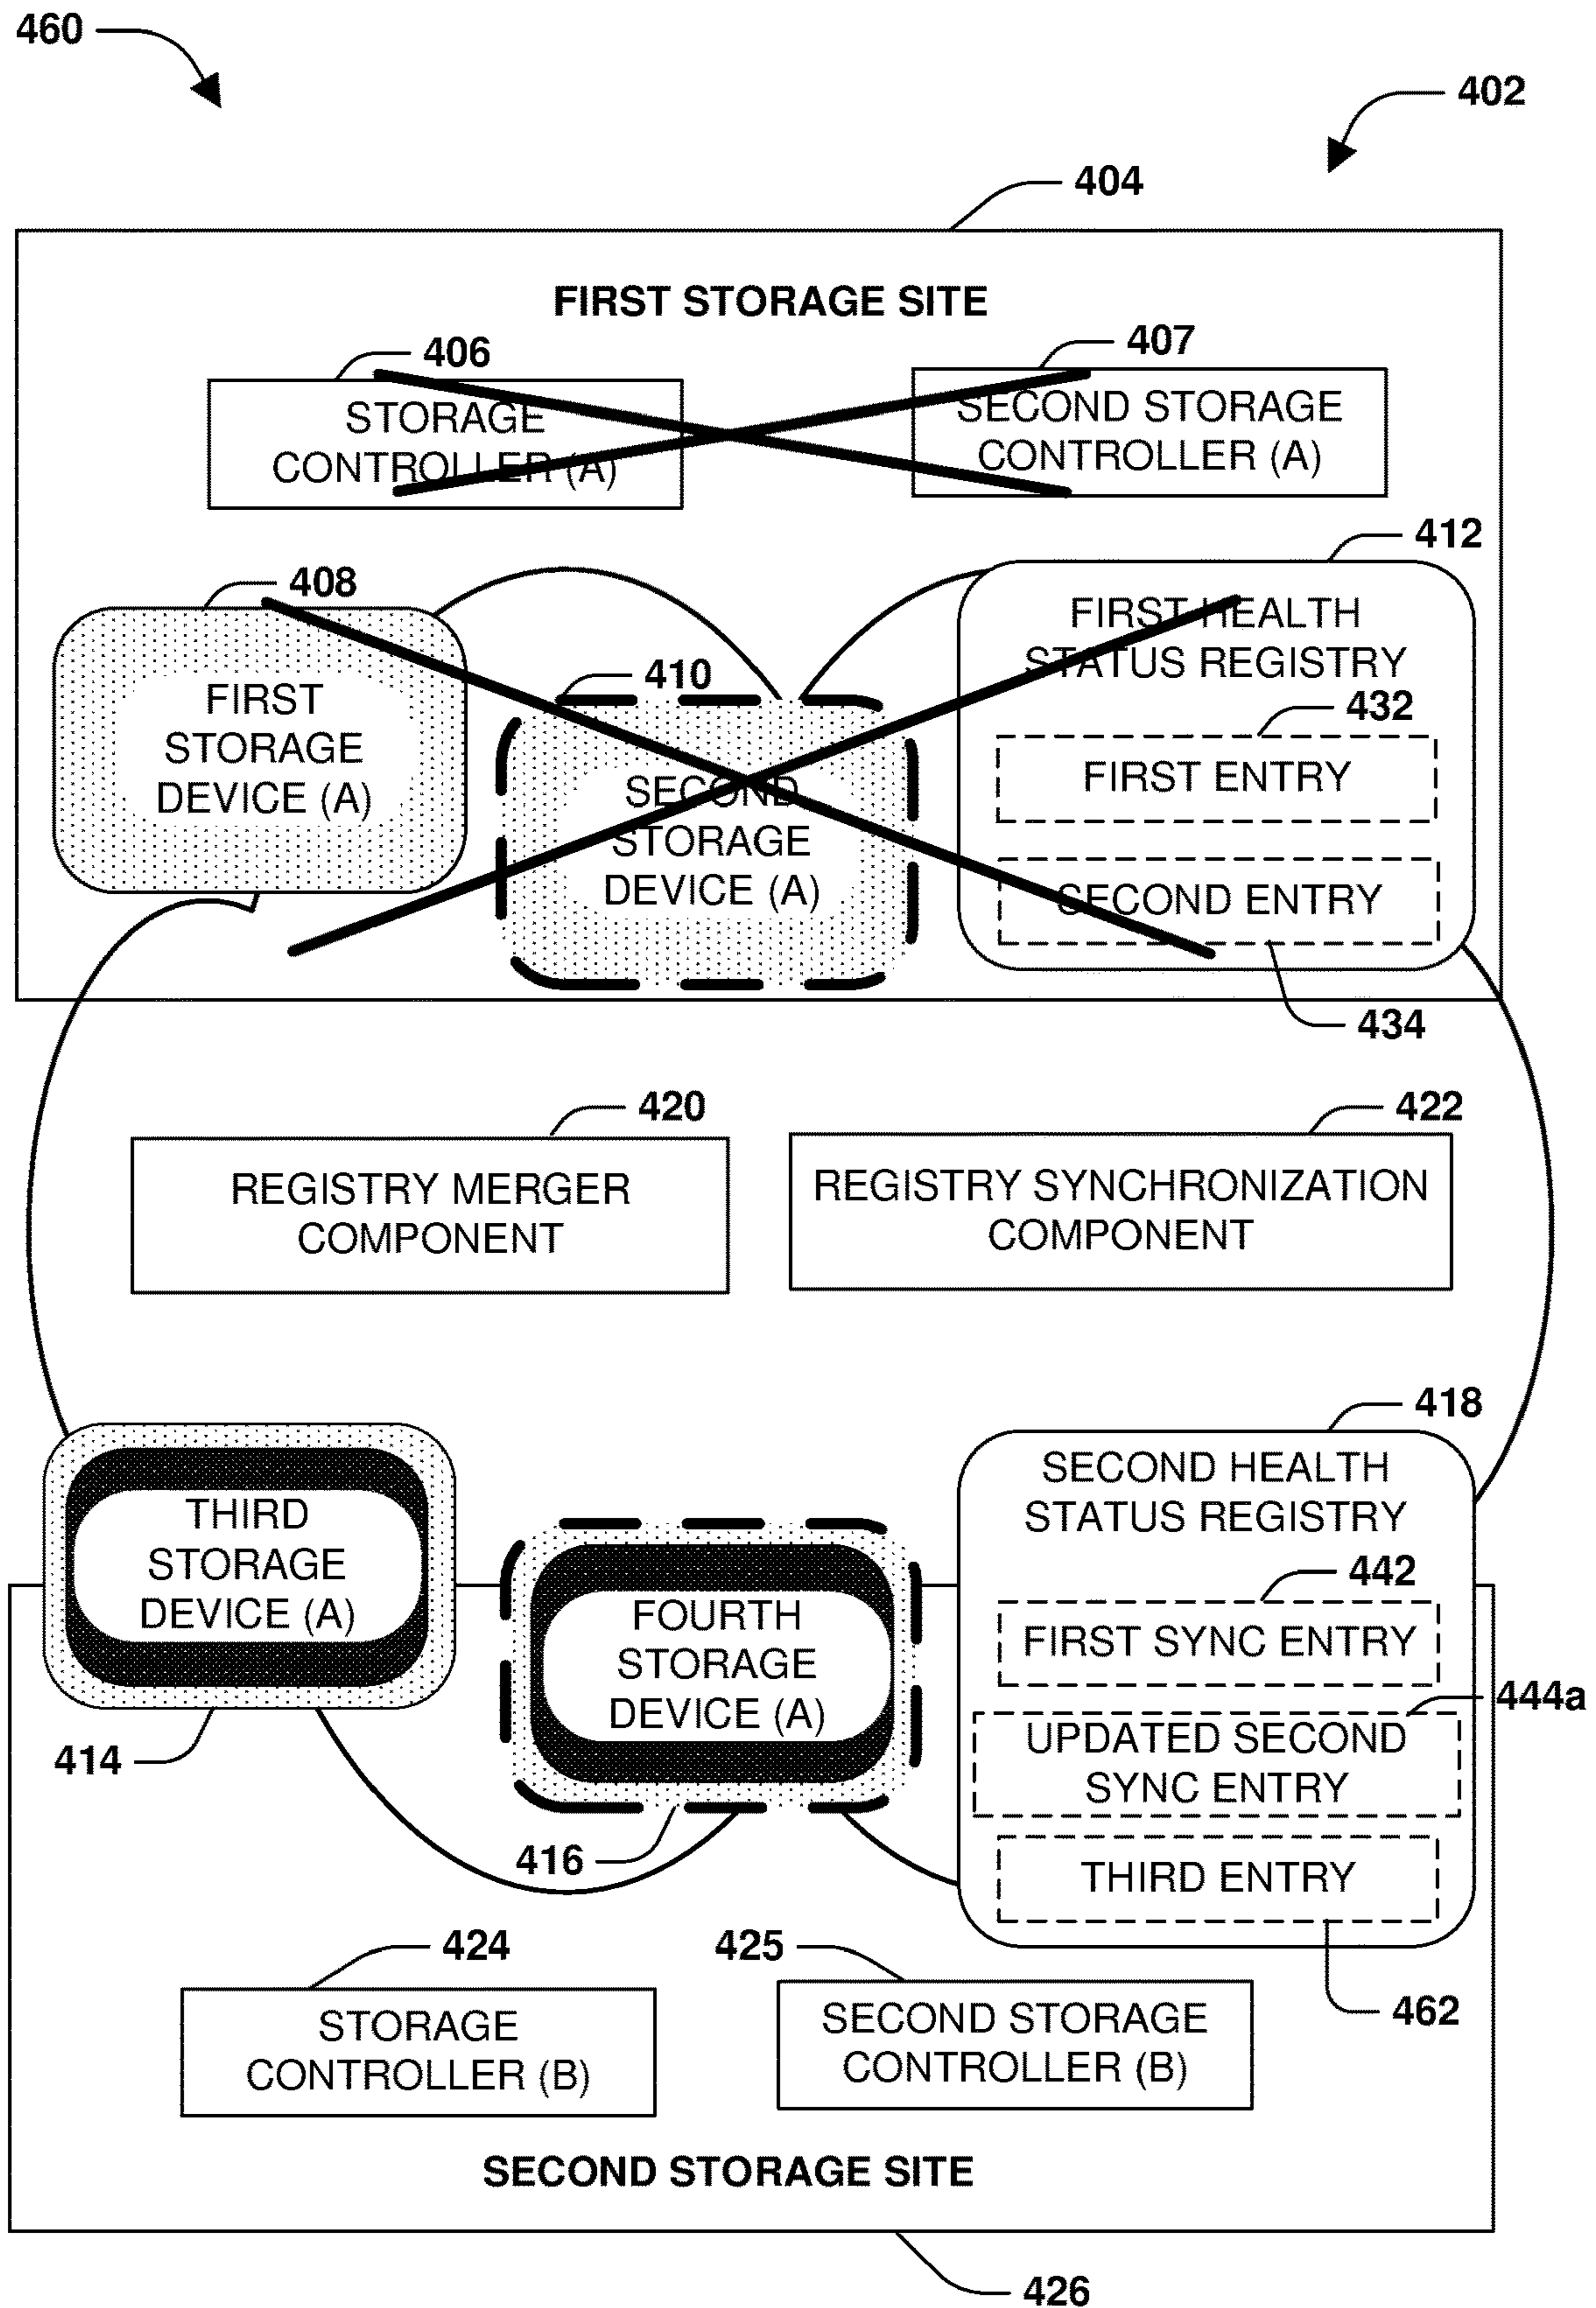 460
402
404
FIRST STORAGE SITE
406
407
STORAGE
CONTROLLER (A)
SECOND STORAGE
CONTROLLER (A)
412
408
FIRST HEALTH
STATUS REGISTRY
410
FIRST
STORAGE
DEVICE (A)
432
FIRST ENTRY
SECOND
STORAGE
DEVICE (A)
SECOND ENTRY
434
420
422
REGISTRY MERGER
COMPONENT
REGISTRY SYNCHRONIZATION
COMPONENT
418
SECOND HEALTH
STATUS REGISTRY
THIRD
STORAGE
DEVICE (A)
442
FOURTH
STORAGE
DEVICE (A)
FIRST SYNC ENTRY
444a
414
UPDATED SECOND
SYNC ENTRY
416
THIRD ENTRY
424
425
462
STORAGE
CONTROLLER (B)
SECOND STORAGE
CONTROLLER (B)
SECOND STORAGE SITE
426